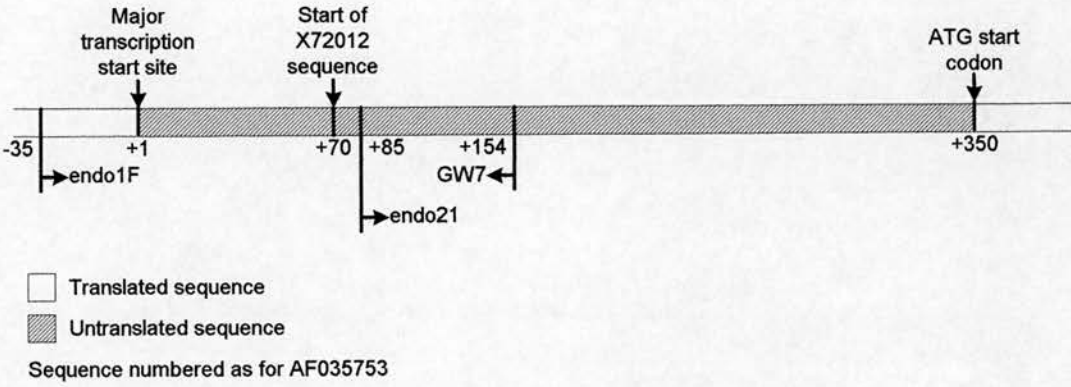 Major
transcription
start site
Start of
X72012
sequence
ATG start
codon
-35
+1
+70
+85
+154
+350
endo1F
GW7
endo21
Translated sequence
Untranslated sequence
Sequence numbered as for AF035753